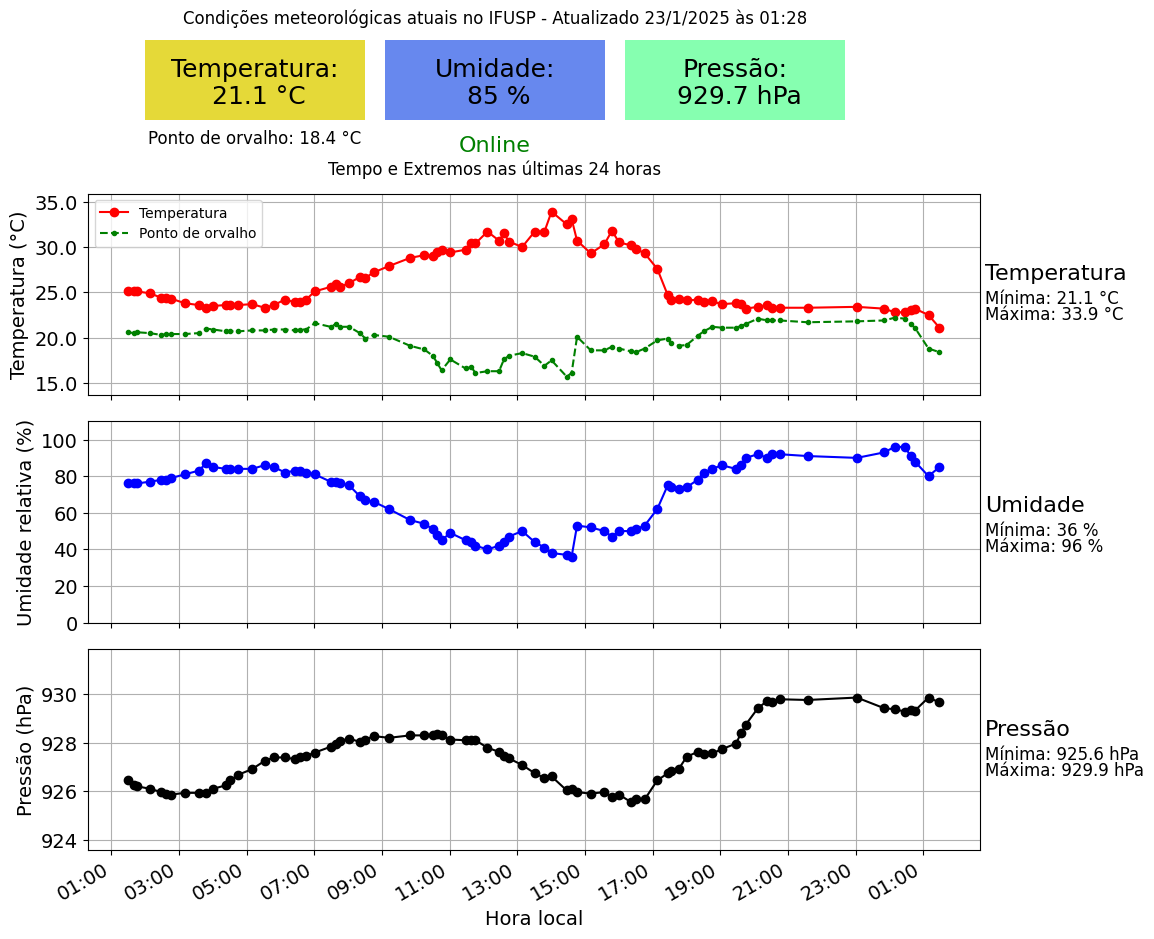 Condições meteorológicas atuais no IFUSP - Atualizado 23/1/2025 às 01:28
Temperatura:
21.1 °C
Umidade:
85 %
Pressão:
929.7 hPa
Ponto de orvalho: 18.4 °C
Online
Tempo e Extremos nas últimas 24 horas
Temperatura (°C)
35.0
30.0
25.0
20.0
15.0
Temperatura
Ponto de orvalho
Temperatura
Mínima: 21.1 °C
Máxima: 33.9 °C
Umidade relativa (%)
100
80
60
40
20
0
Umidade
Mínima: 36 %
Máxima: 96 %
Pressão (hPa)
930
928
926
924
Pressão
Mínima: 925.6 hPa
Máxima: 929.9 hPa
01:00
03:00
05:00
07:00
09:00
11:00
13:00
15:00
17:00
19:00
21:00
23:00
01:00
Hora local